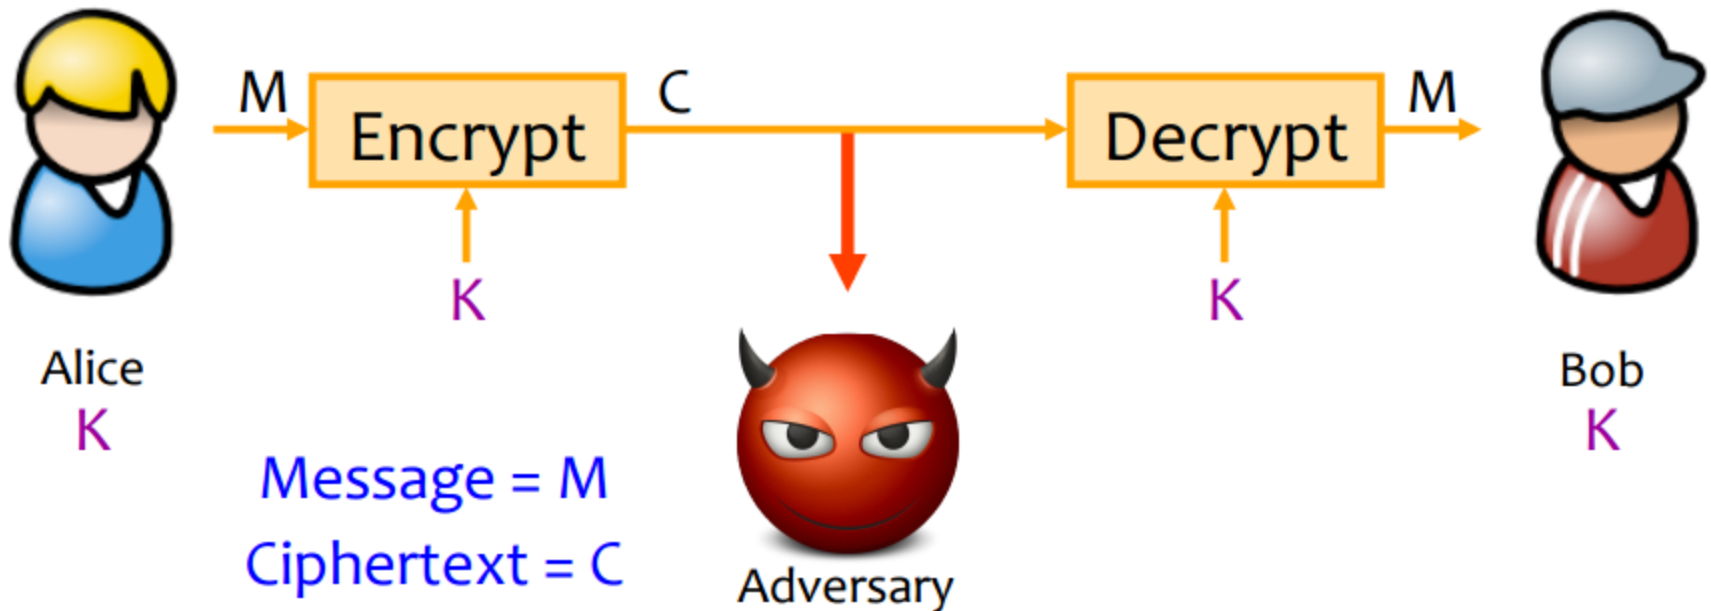 M
Encrypt
C
Decrypt
M
K
K
Alice
K
Bob
K
Message = M
Ciphertext = C
Adversary